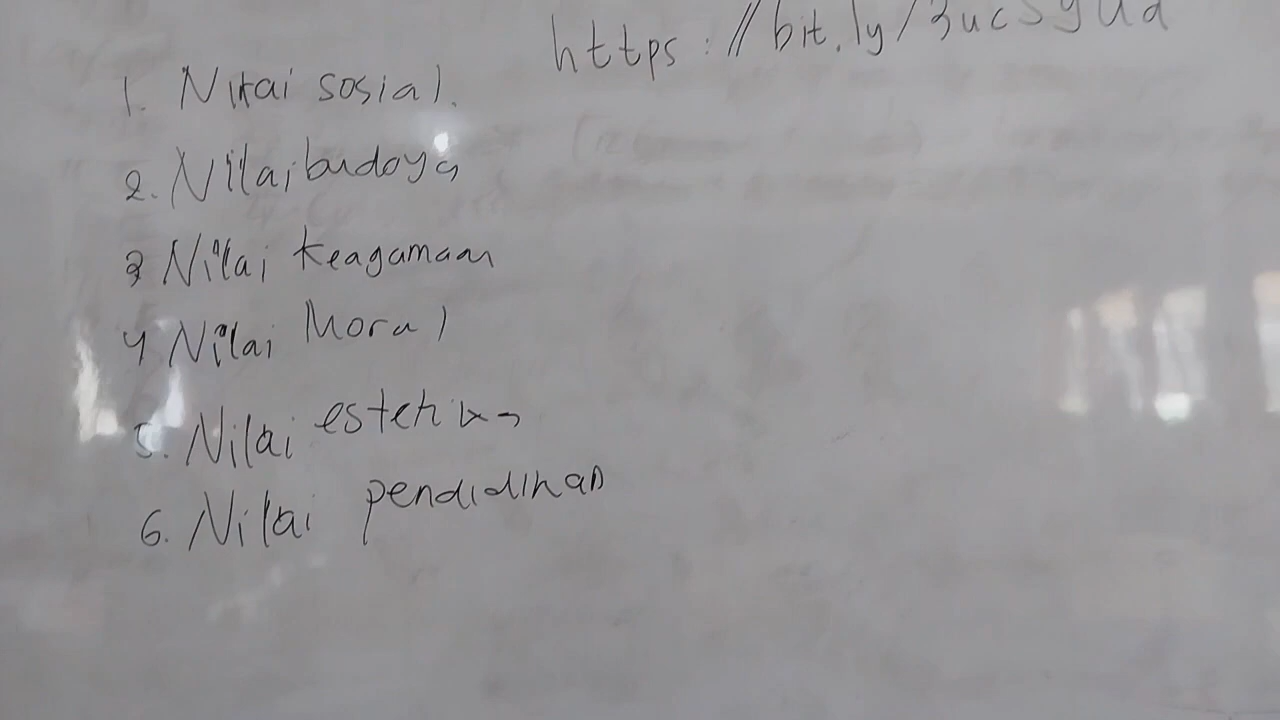 https://bit.ly/3ucSyUd
1. Nilai sosial.
2. Nilai budaya
3 Nilai keagamaan
4 Nilai Moral
5. Nilai estetika
6. Nilai pendidikan